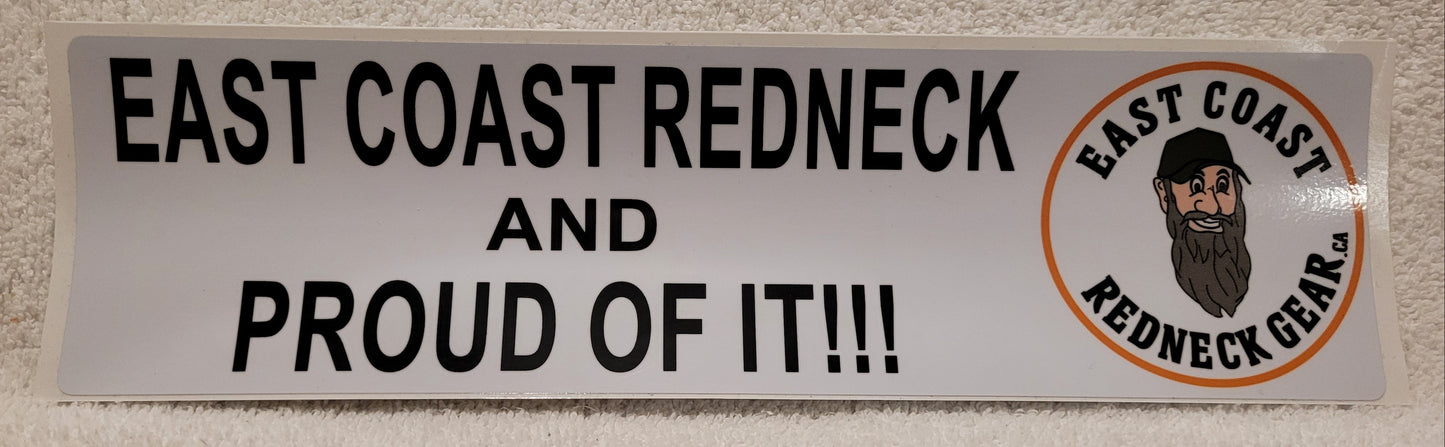 EAST COAST REDNECK
AND
PROUD OF IT!!!
EAST COAST
REDNECK GEAR.CA